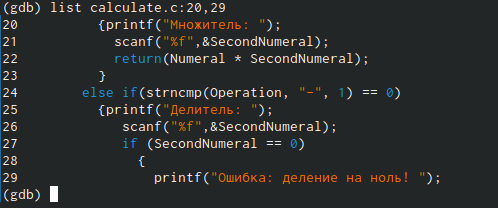 (gdb) list calculate.c:20,29
20 {printf("Множитель: ");
21 scanf("%f",&SecondNumeral);
22 return(Numeral * SecondNumeral);
23 }
24 else if(strncmp(Operation, "-", 1) == 0)
25 {printf("Делитель: ");
26 scanf("%f",&SecondNumeral);
27 if (SecondNumeral == 0)
28 {
29 printf("Ошибка: деление на ноль! ");
(gdb)